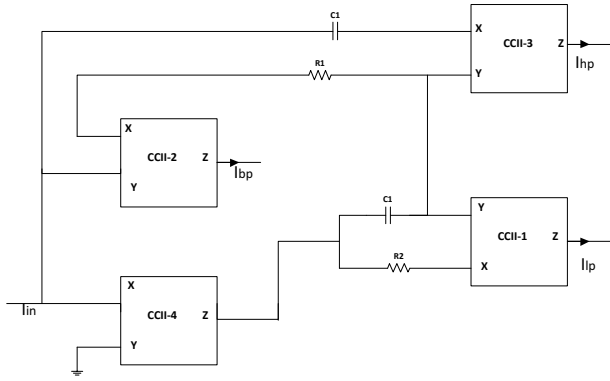 C1
X
CCII-3
Z
Ihp
Y
R1
X
CCII-2
Z
Ibp
Y
C1
Y
CCII-1
Z
Ilp
R2
X
Iin
X
CCII-4
Z
Y